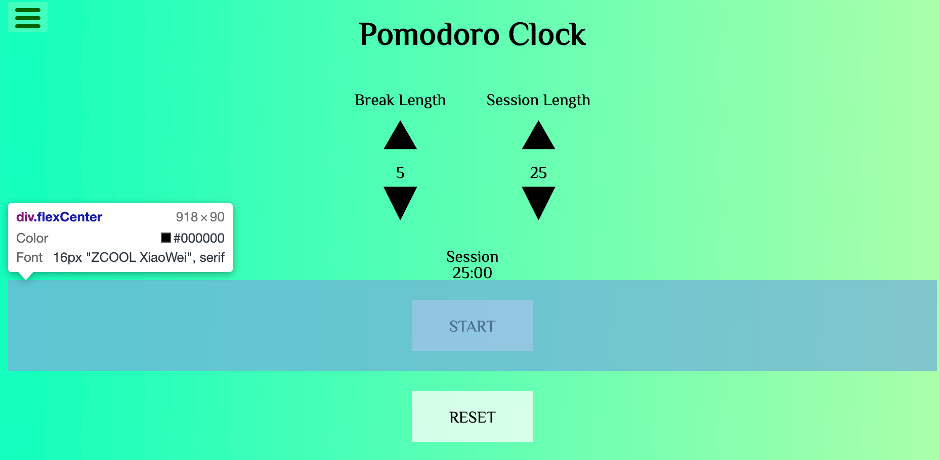 Pomodoro Clock
Break Length
Session Length
5
25
div.flexCenter 918 × 90
Color #000000
Font 16px "ZCOOL XiaoWei", serif
Session
25:00
START
RESET